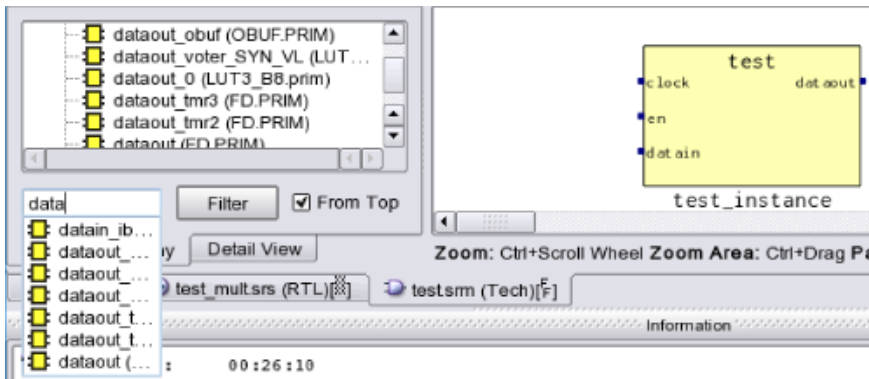 dataout_obuf (OBUF.PRIM)
dataout_voter_SYN_VL (LUT...
dataout_0 (LUT3_B8.prim)
dataout_tmr3 (FD.PRIM)
dataout_tmr2 (FD.PRIM)
dataout (FD.PRIM)
test
clock dataout
en
datain
test_instance
data Filter From Top
datain_ib...
dataout_...
dataout_...
dataout_...
dataout_t...
dataout_t...
dataout (...
y Detail View
Zoom: Ctrl+Scroll Wheel Zoom Area: Ctrl+Drag Pa
test_mult.srs (RTL)
test.srm (Tech)
Information
: 00:26:10